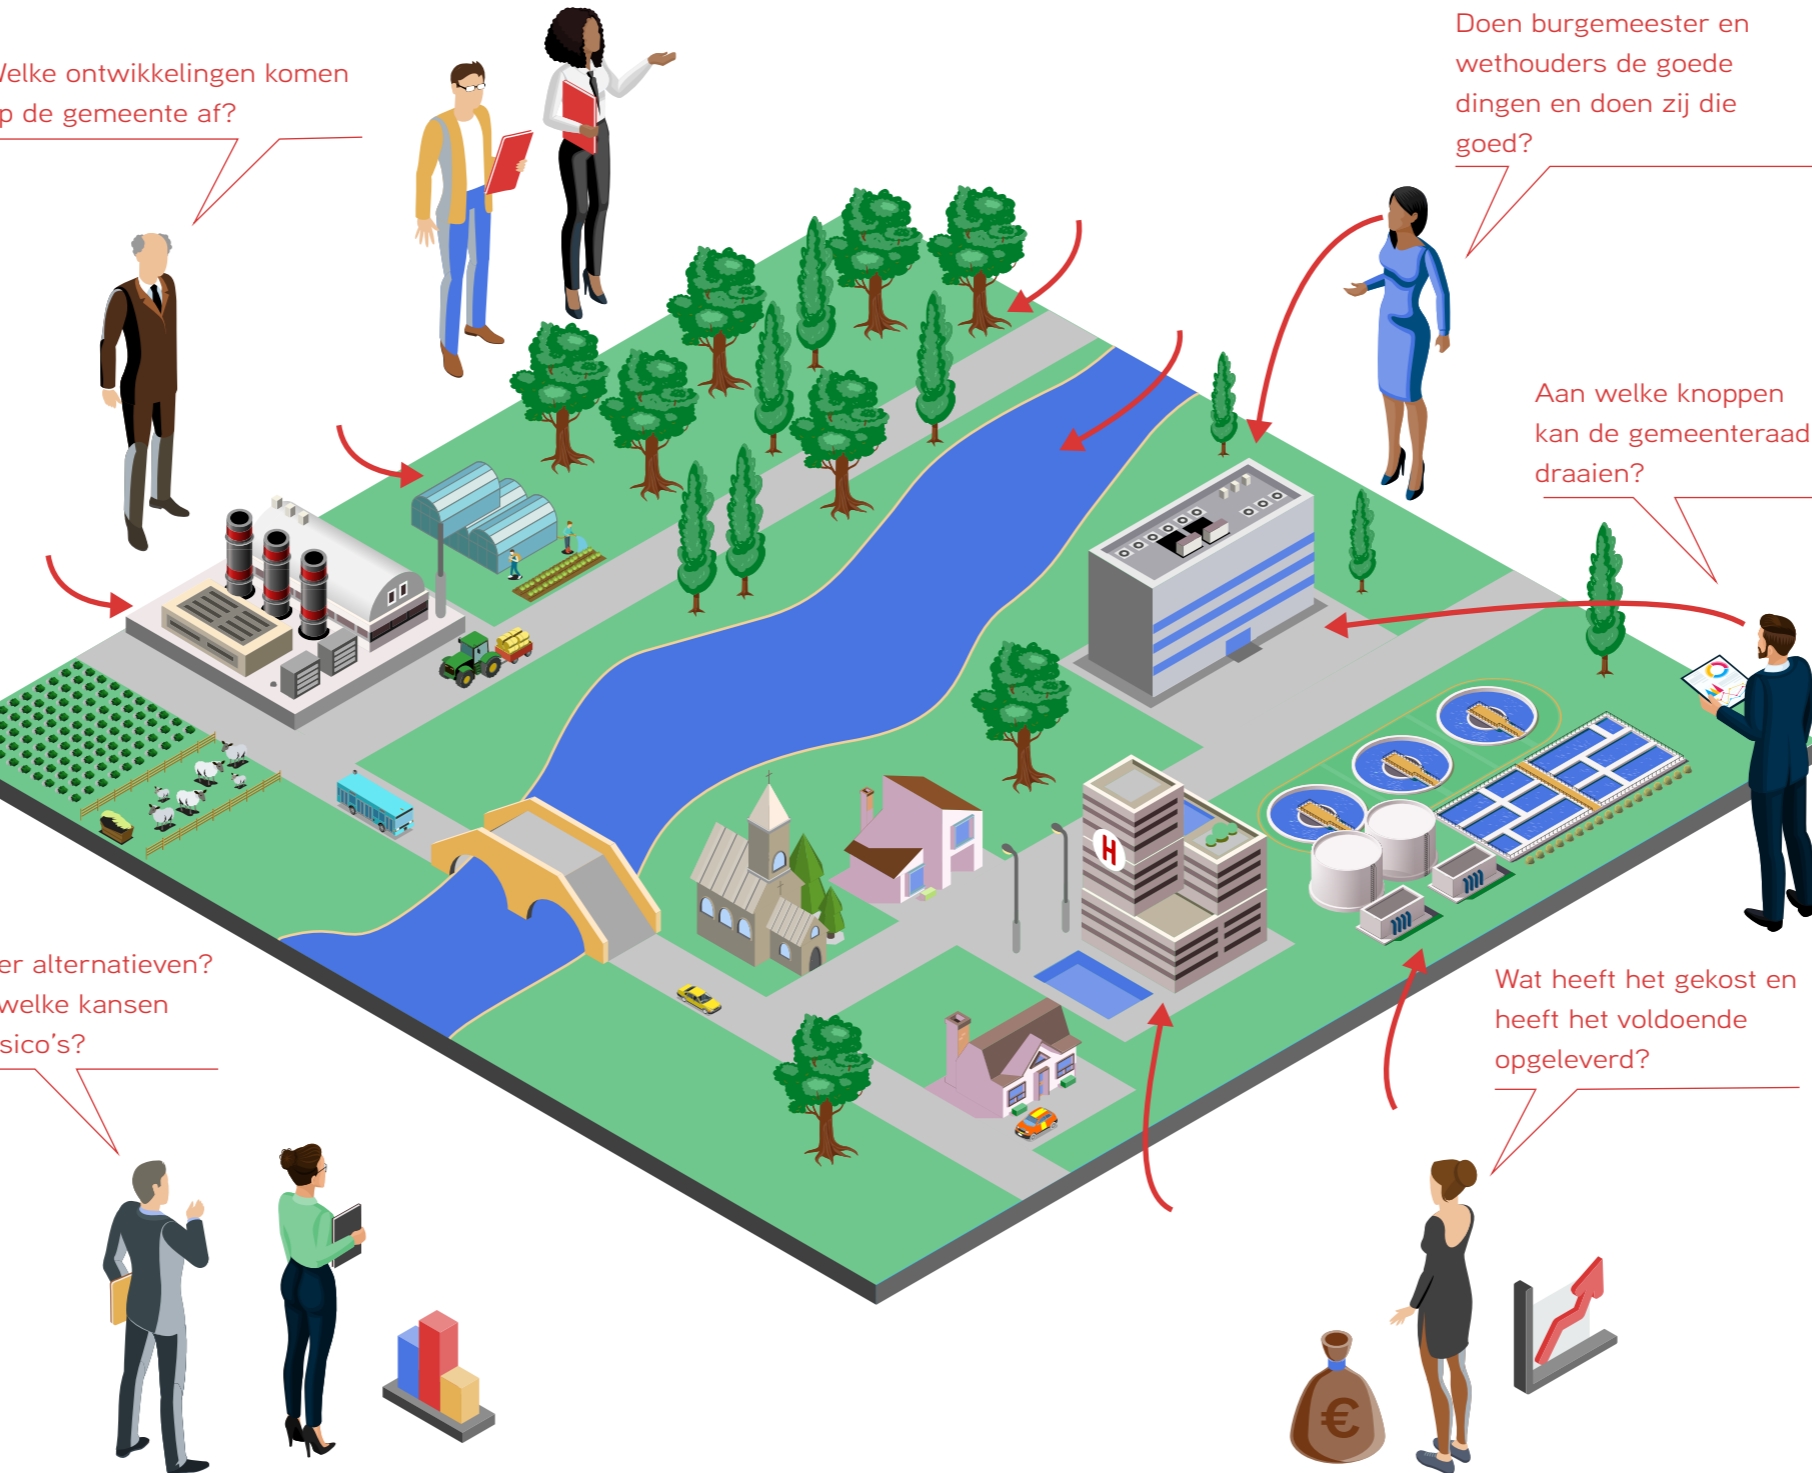 Welke ontwikkelingen komen
op de gemeente af?
Doen burgemeester en
wethouders de goede
dingen en doen zij die
goed?
Aan welke knoppen
kan de gemeenteraad
draaien?
H
er alternatieven?
welke kansen
sico's?
Wat heeft het gekost en
heeft het voldoende
opgeleverd?
€